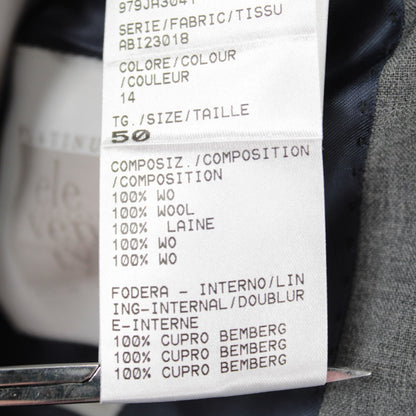 979JA3041
SERIE/FABRIC/TISSU
ABI23018
COLORE/COLOUR
/COULEUR
14
TG./SIZE/TAILLE
50
COMPOSIZ./COMPOSITION
/COMPOSITION
100% WO
100% WOOL
100% LAINE
100% WO
100% WO
FODERA - INTERNO/LIN
ING-INTERNAL/DOUBLUR
E-INTERNE
100% CUPRO BEMBERG
100% CUPRO BEMBERG
100% CUPRO BEMBERG